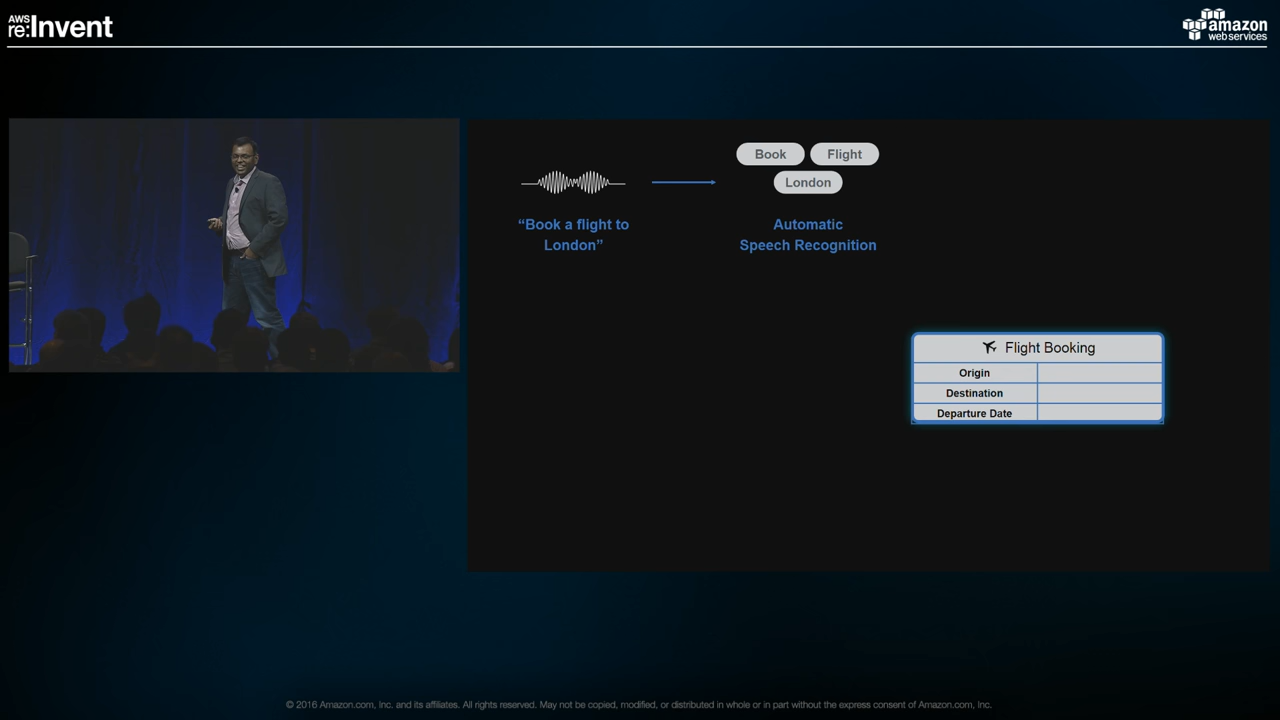 AWS
re:Invent
amazon
web services
Book Flight
London
“Book a flight to
London”
Automatic
Speech Recognition
Flight Booking
Origin
Destination
Departure Date
© 2016 Amazon.com, Inc. and its affiliates. All rights reserved. May not be copied, modified, or distributed in whole or in part without the express consent of Amazon.com, Inc.